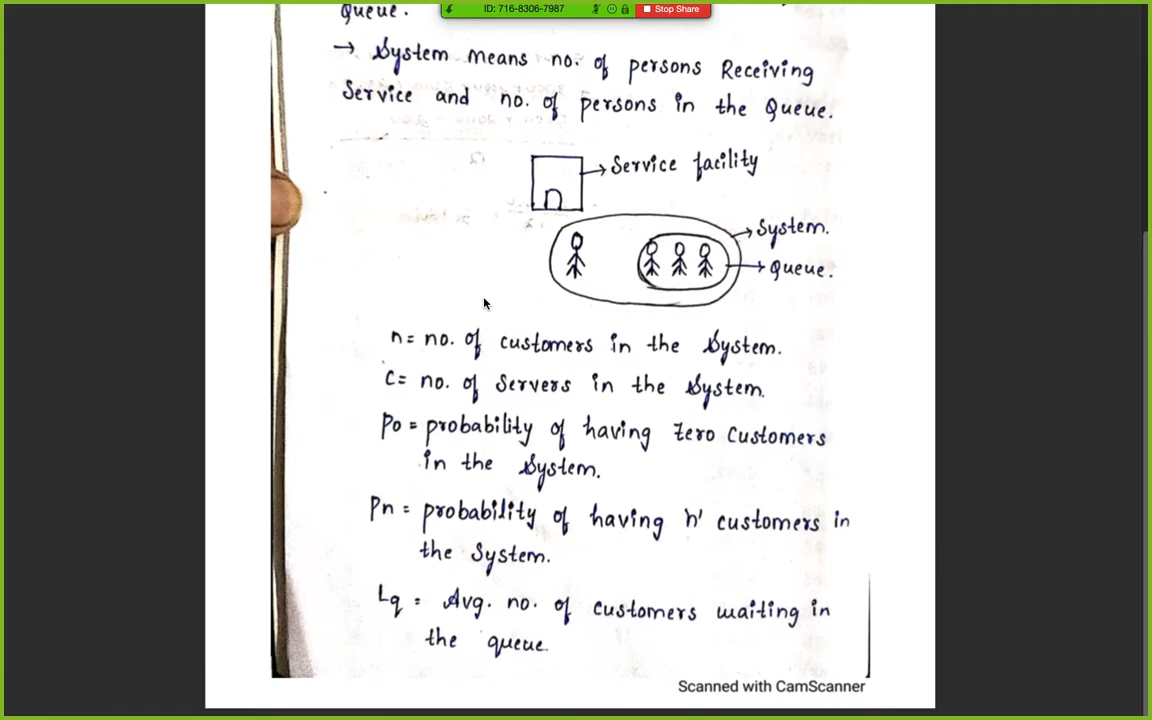 Queue.
ID: 716-8306-7987 Stop Share
→ System means no. of persons Receiving
Service and no. of persons in the Queue.
→ Service facility
→ System.
→ Queue.
n = no. of customers in the System.
C = no. of Servers in the System.
Po = probability of having Zero Customers
in the System.
Pn = probability of having 'n' customers in
the System.
Lq = Avg. no. of customers waiting in
the queue.
Scanned with CamScanner